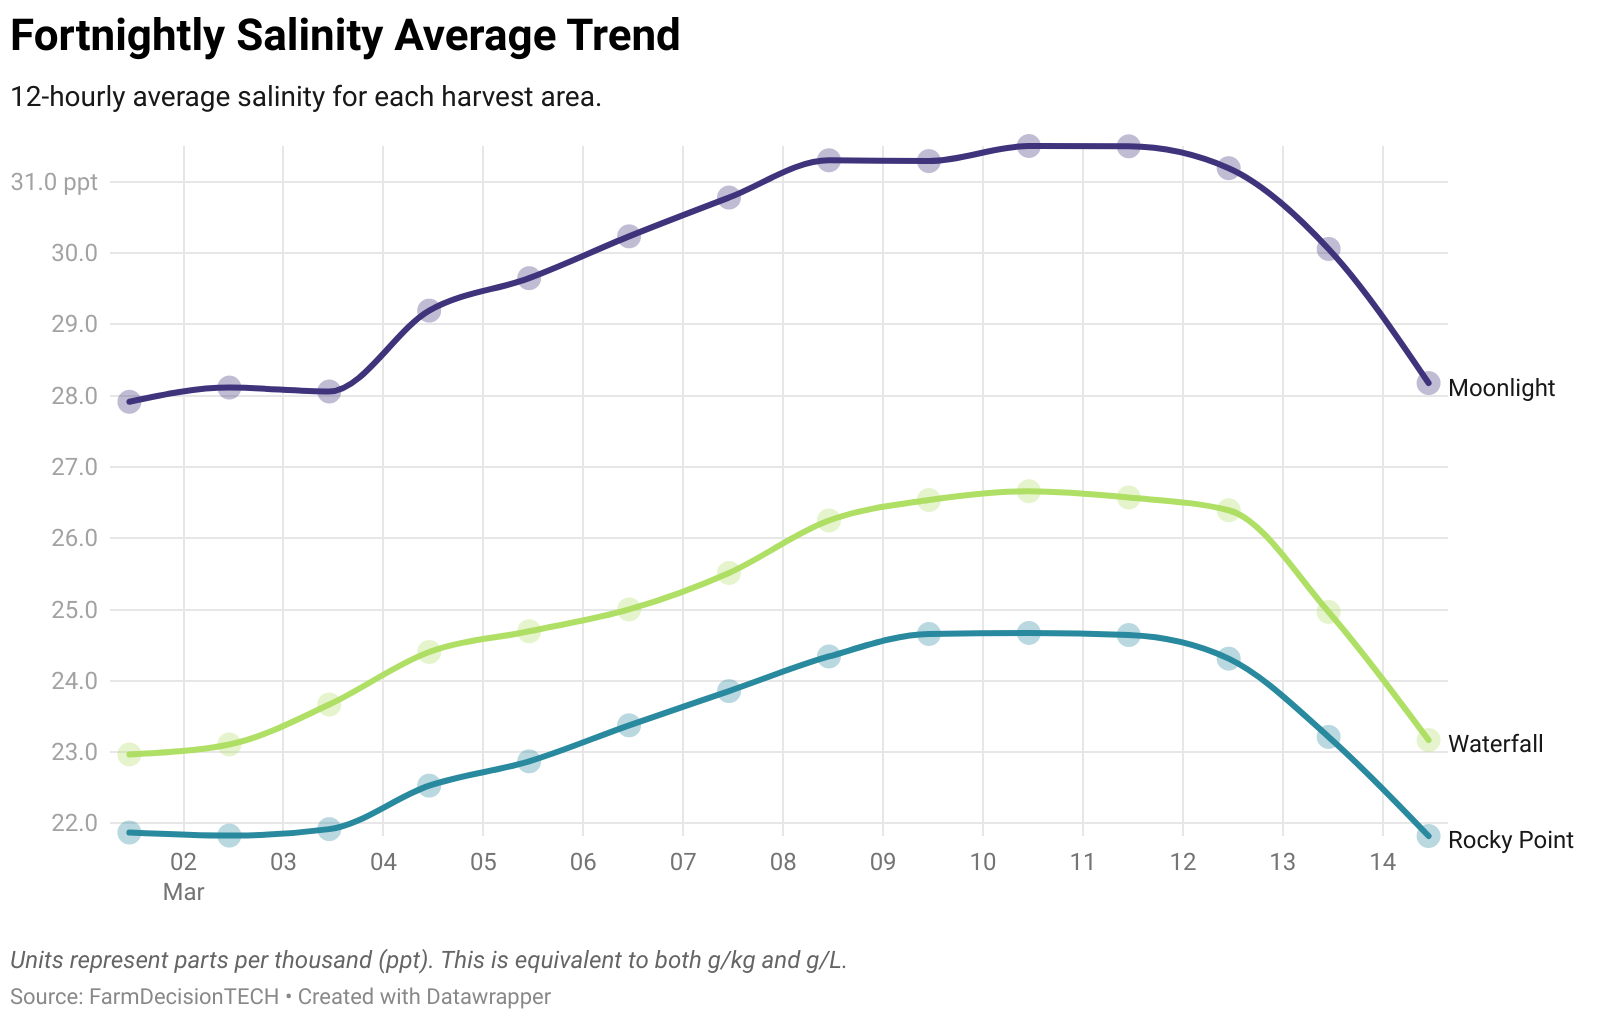 Fortnightly Salinity Average Trend
12-hourly average salinity for each harvest area.
31.0 ppt
30.0
29.0
28.0
Moonlight
27.0
26.0
25.0
24.0
23.0
Waterfall
22.0
Rocky Point
02 03 04 05 06 07 08 09 10 11 12 13 14
Mar
Units represent parts per thousand (ppt). This is equivalent to both g/kg and g/L.
Source: FarmDecisionTECH • Created with Datawrapper